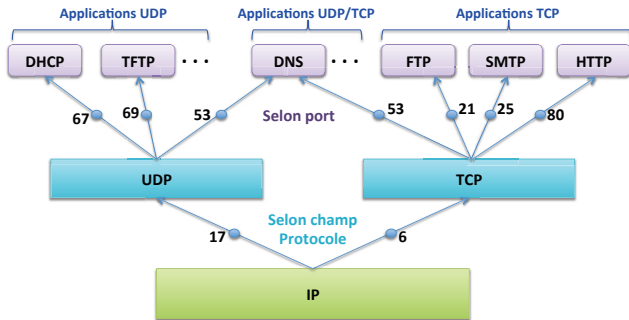 Applications UDP
Applications UDP/TCP
Applications TCP
DHCP
TFTP
...
DNS
...
FTP
SMTP
HTTP
67
69
53
Selon port
53
21
25
80
UDP
TCP
Selon champ
Protocole
17
6
IP